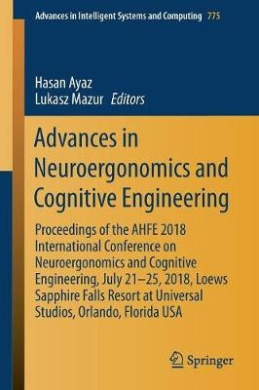 Advances in Intelligent Systems and Computing 775
Hasan Ayaz
Lukasz Mazur Editors
Advances in
Neuroergonomics and
Cognitive Engineering
Proceedings of the AHFE 2018
International Conference on
Neuroergonomics and Cognitive
Engineering, July 21–25, 2018, Loews
Sapphire Falls Resort at Universal
Studios, Orlando, Florida USA
Springer